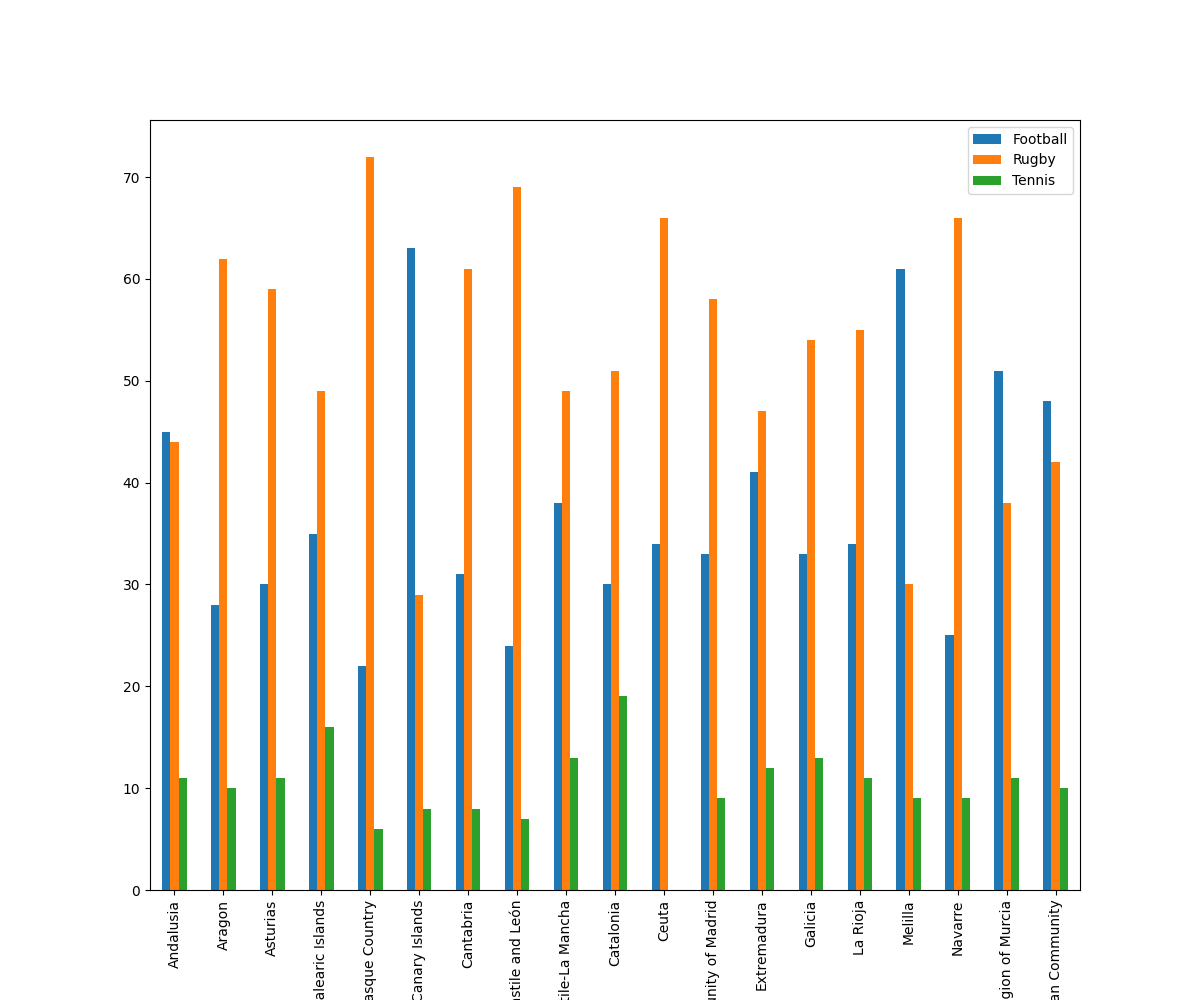 Football
Rugby
Tennis
70
60
50
40
30
20
10
0
Andalusia
Aragon
Asturias
alearic Islands
asque Country
Canary Islands
Cantabria
astile and León
tile-La Mancha
Catalonia
Ceuta
unity of Madrid
Extremadura
Galicia
La Rioja
Melilla
Navarre
gion of Murcia
an Community